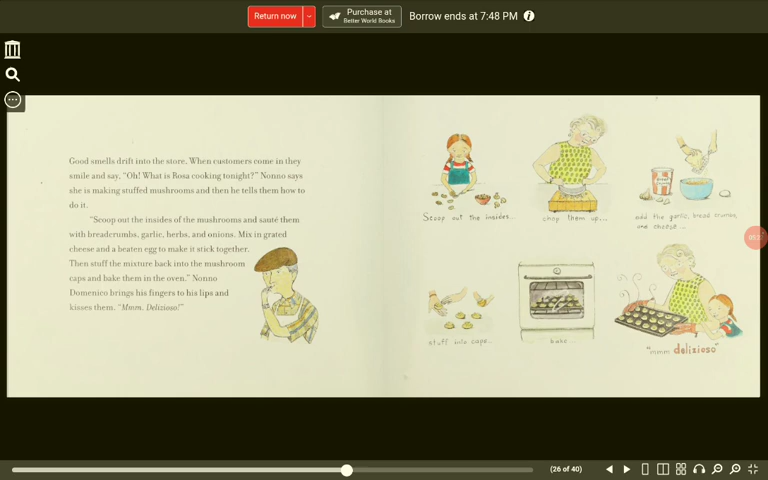 Return now
Purchase at
Better World Books
Borrow ends at 7:48 PM
Good smells drift into the store. When customers come in they
smile and say, “Oh! What is Rosa cooking tonight?” Nonno says
she is making stuffed mushrooms and then he tells them how to
do it.
“Scoop out the insides of the mushrooms and sauté them
with breadcrumbs, garlic, herbs, and onions. Mix in grated
cheese and a beaten egg to make it stick together.
Then stuff the mixture back into the mushroom
caps and bake them in the oven.” Nonno
Domenico brings his fingers to his lips and
kisses them. “Mmm. Delizioso!”
Scoop out the insides...
chop them up...
add the garlic, bread crumbs,
and cheese ...
stuff into caps...
bake...
"mmm delizioso"
(26 of 40)